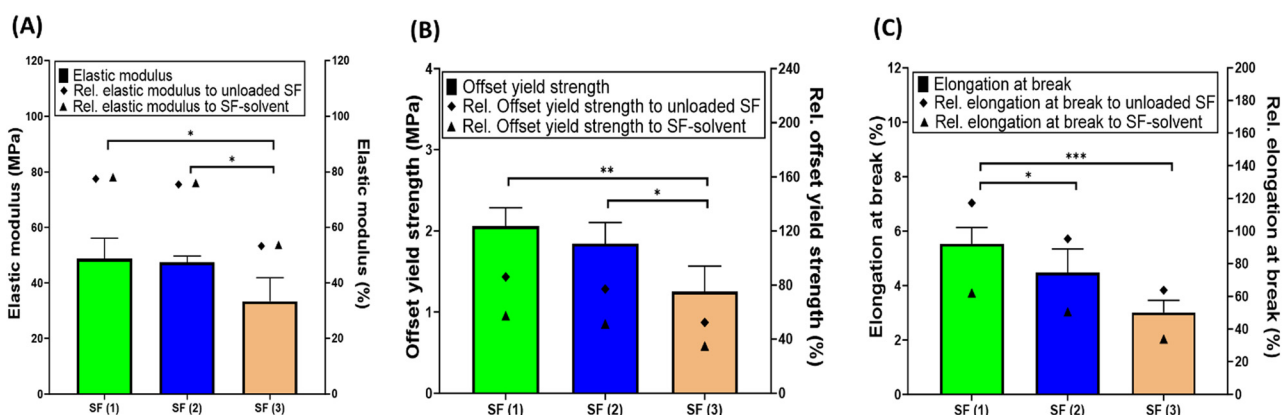 (A)
120
100
80
60
40
20
0
Elastic modulus (MPa)
Elastic modulus
Rel. elastic modulus to unloaded SF
Rel. elastic modulus to SF-solvent
*
*
120
100
80
60
40
20
0
Elastic modulus (%)
SF (1)
SF (2)
SF (3)
(B)
4
3
2
1
0
Offset yield strength (MPa)
Offset yield strength
Rel. Offset yield strength to unloaded SF
Rel. Offset yield strength to SF-solvent
**
*
240
200
160
120
80
40
0
Rel. offset yield strength (%)
SF (1)
SF (2)
SF (3)
(C)
12
10
8
6
4
2
0
Elongation at break (%)
Elongation at break
Rel. elongation at break to unloaded SF
Rel. elongation at break to SF-solvent
***
*
200
180
160
140
120
100
80
60
40
20
0
Rel. elongation at break (%)
SF (1)
SF (2)
SF (3)